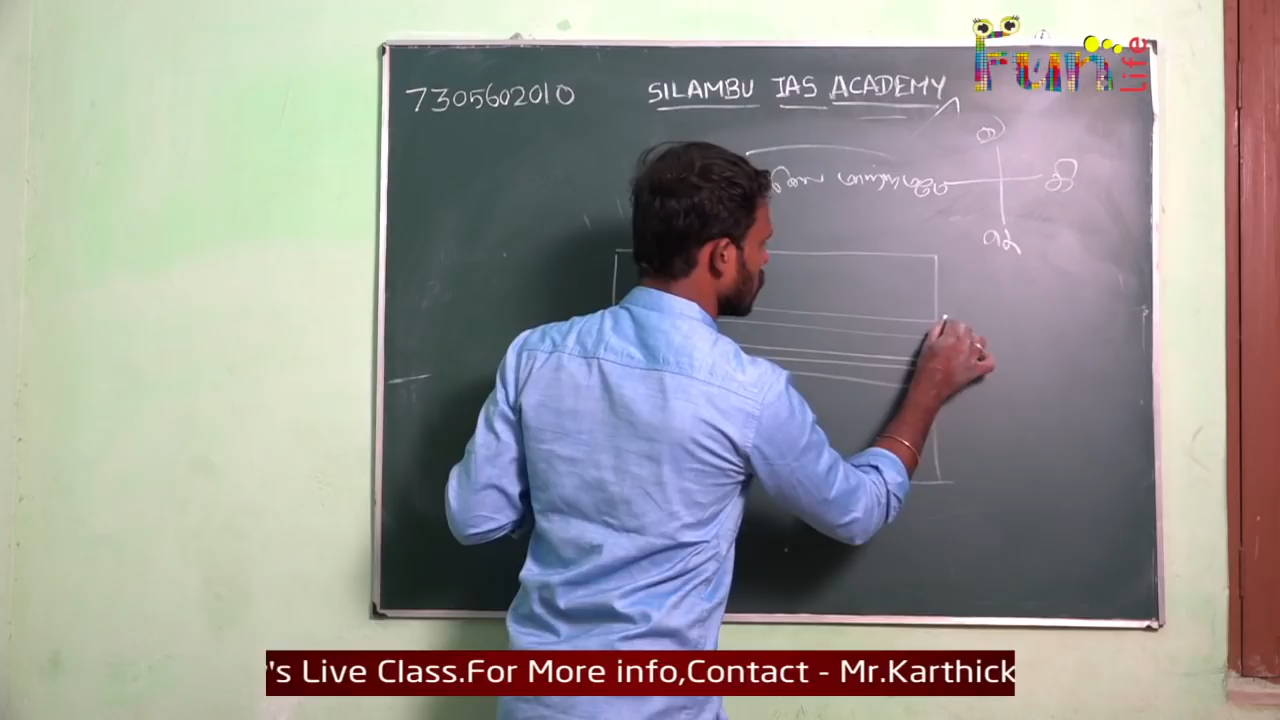 7305602010 SILAMBU IAS ACADEMY
Fun life
தி
's Live Class.For More info,Contact - Mr.Karthick